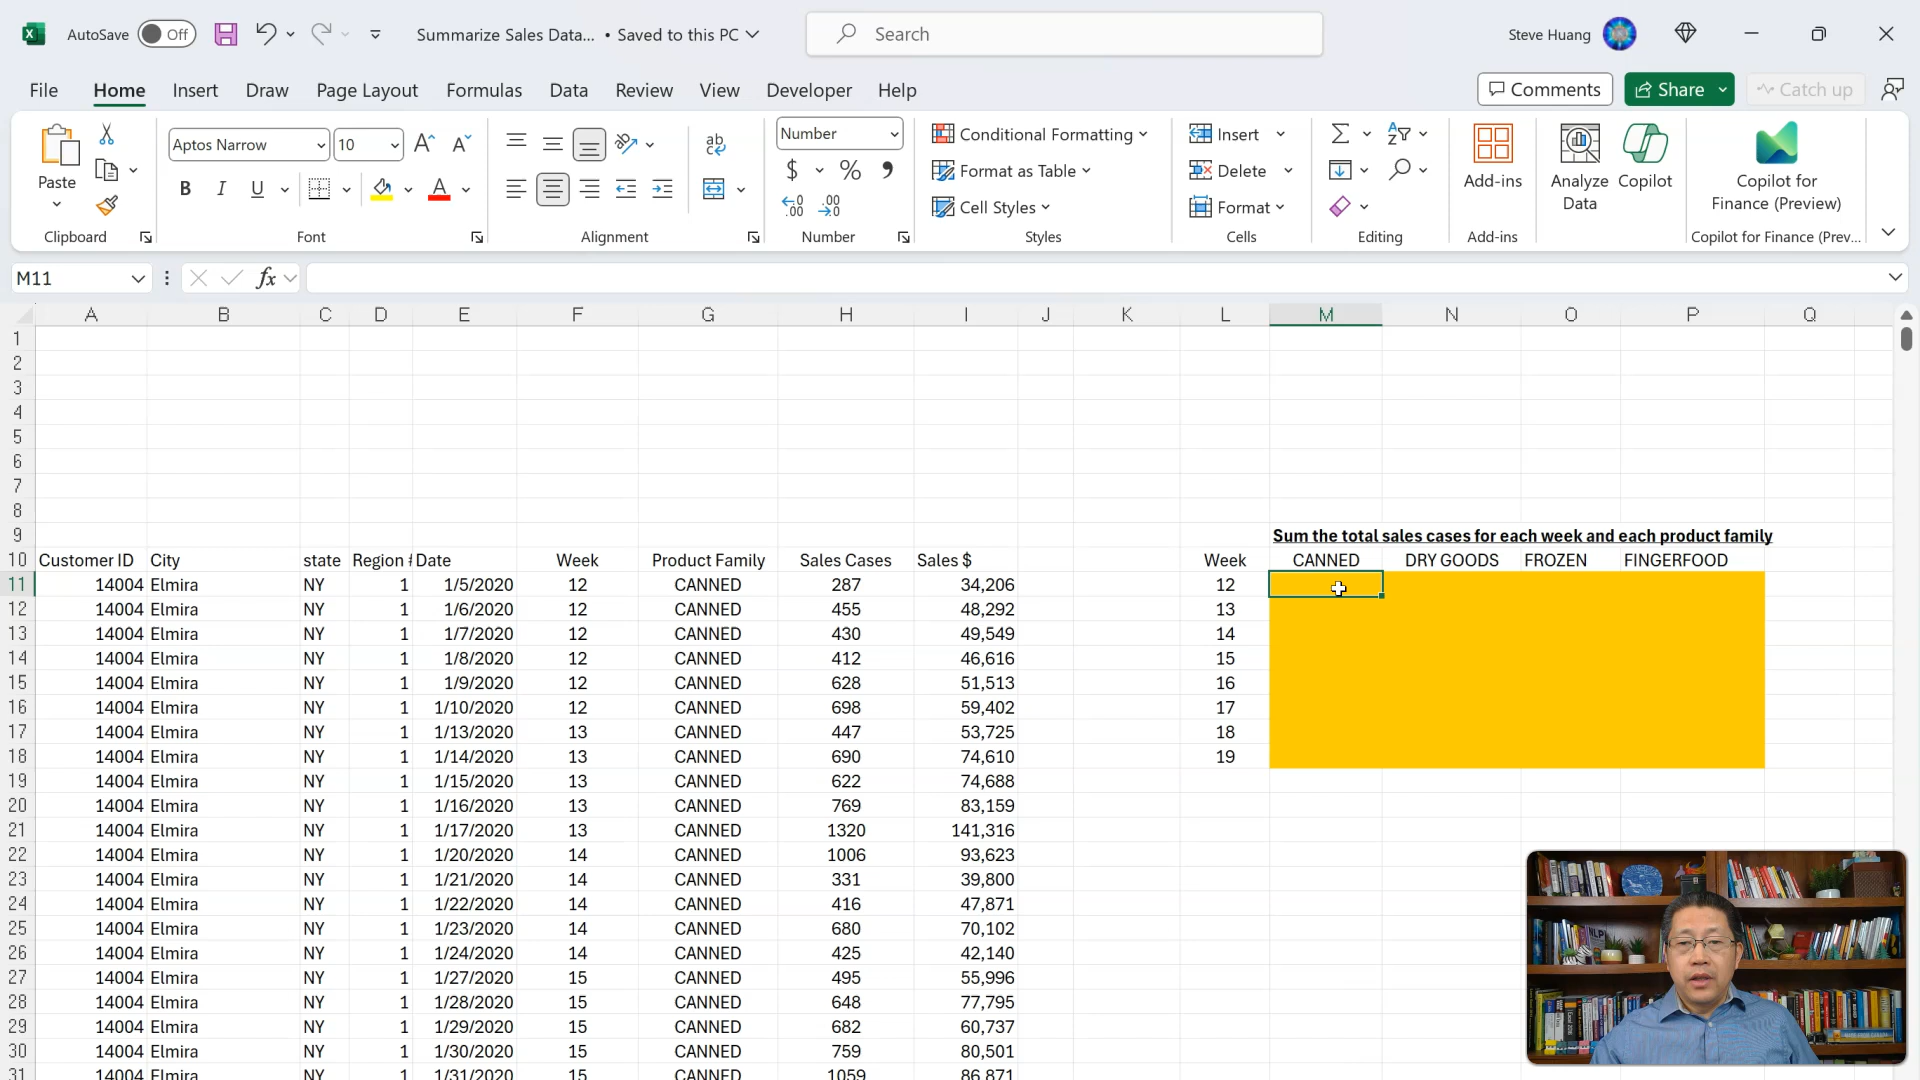 AutoSave Off Summarize Sales Data... • Saved to this PC Search Steve Huang
File Home Insert Draw Page Layout Formulas Data Review View Developer Help Comments Share Catch up
Paste Aptos Narrow 10 A A ab Number Conditional Formatting Insert Σ
B I U A $ % , Format as Table Delete Add-ins Analyze Data Copilot Copilot for Finance (Preview)
.00 .00 Cell Styles Format
Clipboard Font Alignment Number Styles Cells Editing Add-ins Copilot for Finance (Prev...
M11 fx
A B C D E F G H I J K L M N O P Q
1
2
3
4
5
6
7
8
9 Sum the total sales cases for each week and each product family
10 Customer ID City state Region # Date Week Product Family Sales Cases Sales $ Week CANNED DRY GOODS FROZEN FINGERFOOD
11 14004 Elmira NY 1 1/5/2020 12 CANNED 287 34,206 12
12 14004 Elmira NY 1 1/6/2020 12 CANNED 455 48,292 13
13 14004 Elmira NY 1 1/7/2020 12 CANNED 430 49,549 14
14 14004 Elmira NY 1 1/8/2020 12 CANNED 412 46,616 15
15 14004 Elmira NY 1 1/9/2020 12 CANNED 628 51,513 16
16 14004 Elmira NY 1 1/10/2020 12 CANNED 698 59,402 17
17 14004 Elmira NY 1 1/13/2020 13 CANNED 447 53,725 18
18 14004 Elmira NY 1 1/14/2020 13 CANNED 690 74,610 19
19 14004 Elmira NY 1 1/15/2020 13 CANNED 622 74,688
20 14004 Elmira NY 1 1/16/2020 13 CANNED 769 83,159
21 14004 Elmira NY 1 1/17/2020 13 CANNED 1320 141,316
22 14004 Elmira NY 1 1/20/2020 14 CANNED 1006 93,623
23 14004 Elmira NY 1 1/21/2020 14 CANNED 331 39,800
24 14004 Elmira NY 1 1/22/2020 14 CANNED 416 47,871
25 14004 Elmira NY 1 1/23/2020 14 CANNED 680 70,102
26 14004 Elmira NY 1 1/24/2020 14 CANNED 425 42,140
27 14004 Elmira NY 1 1/27/2020 15 CANNED 495 55,996
28 14004 Elmira NY 1 1/28/2020 15 CANNED 648 77,795
29 14004 Elmira NY 1 1/29/2020 15 CANNED 682 60,737
30 14004 Elmira NY 1 1/30/2020 15 CANNED 759 80,501
31 14004 Elmira NY 1 1/31/2020 15 CANNED 1059 86,871